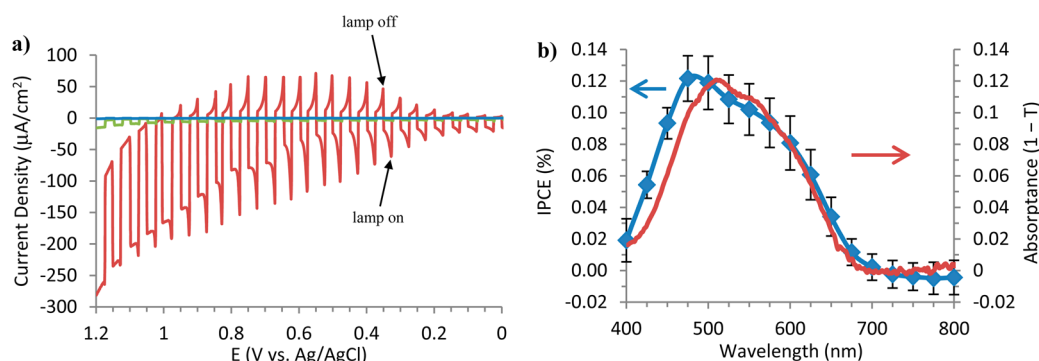 a)
lamp off
100
50
0
-50
-100
-150
-200
-250
-300
Current Density (µA/cm²)
lamp on
1.2 1 0.8 0.6 0.4 0.2 0
E (V vs. Ag/AgCl)
b)
0.14 0.14
0.12 0.12
0.10 0.1
0.08 0.08
0.06 0.06
0.04 0.04
0.02 0.02
0.00 0
-0.02 -0.02
IPCE (%)
Absorptance (1 – T)
400 500 600 700 800
Wavelength (nm)